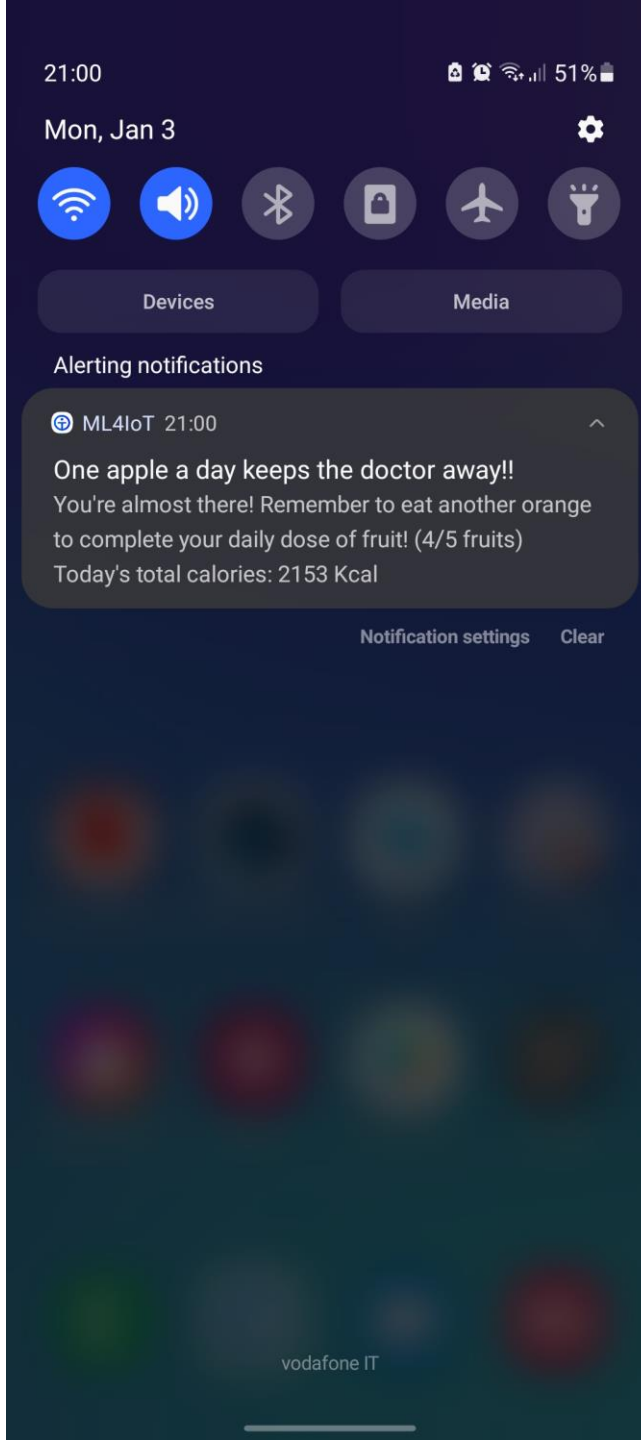 21:00 51%
Mon, Jan 3
Devices Media
Alerting notifications
ML4IoT 21:00
One apple a day keeps the doctor away!!
You're almost there! Remember to eat another orange
to complete your daily dose of fruit! (4/5 fruits)
Today's total calories: 2153 Kcal
Notification settings Clear
vodafone IT